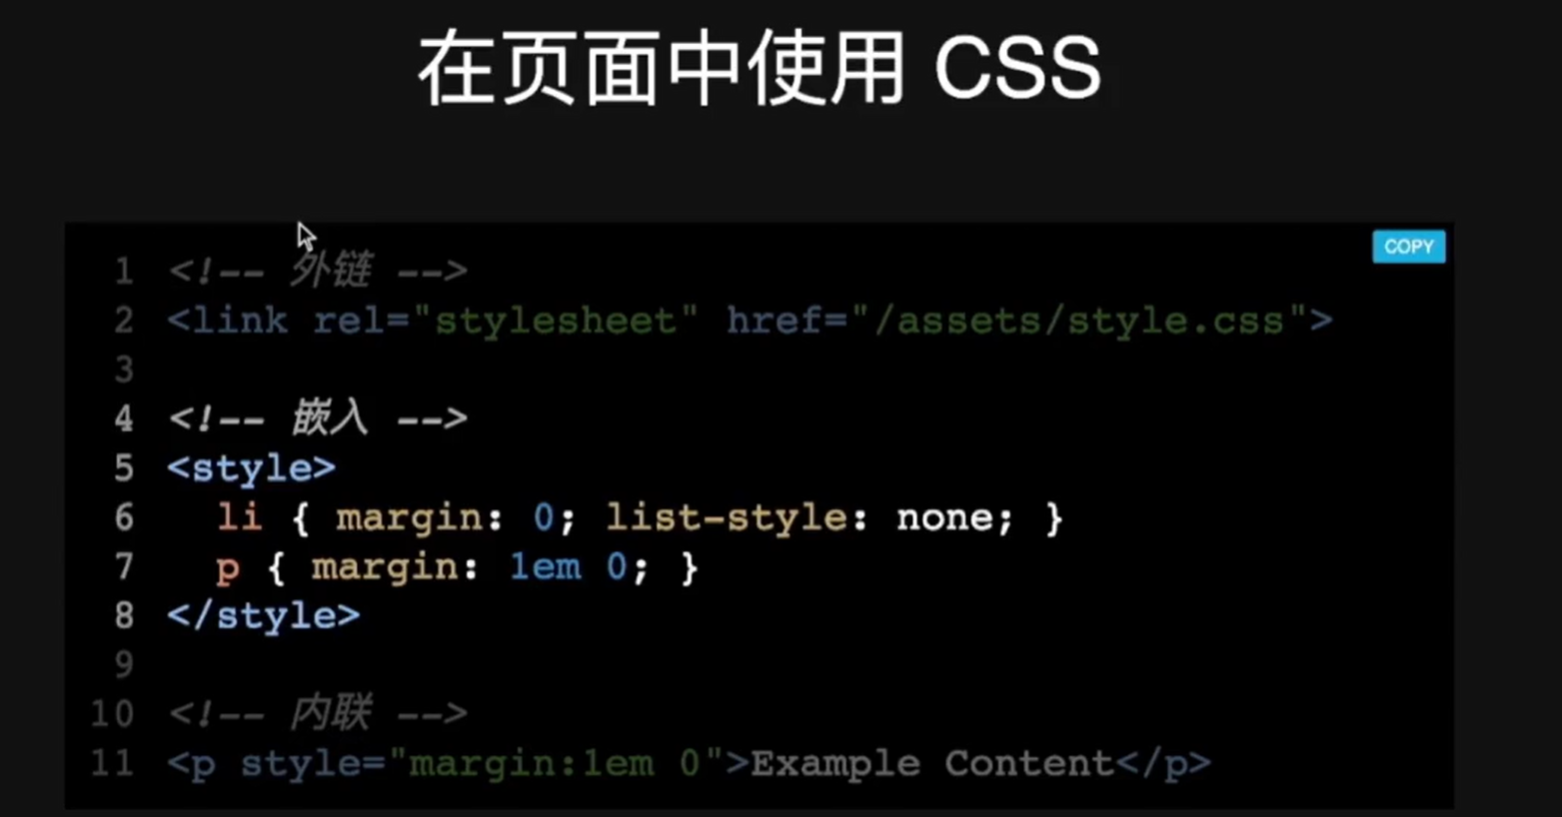 在页面中使用 CSS
COPY
1 <!-- 外链 -->
2 <link rel="stylesheet" href="/assets/style.css">
3
4 <!-- 嵌入 -->
5 <style>
6 li { margin: 0; list-style: none; }
7 p { margin: 1em 0; }
8 </style>
9
10 <!-- 内联 -->
11 <p style="margin:1em 0">Example Content</p>